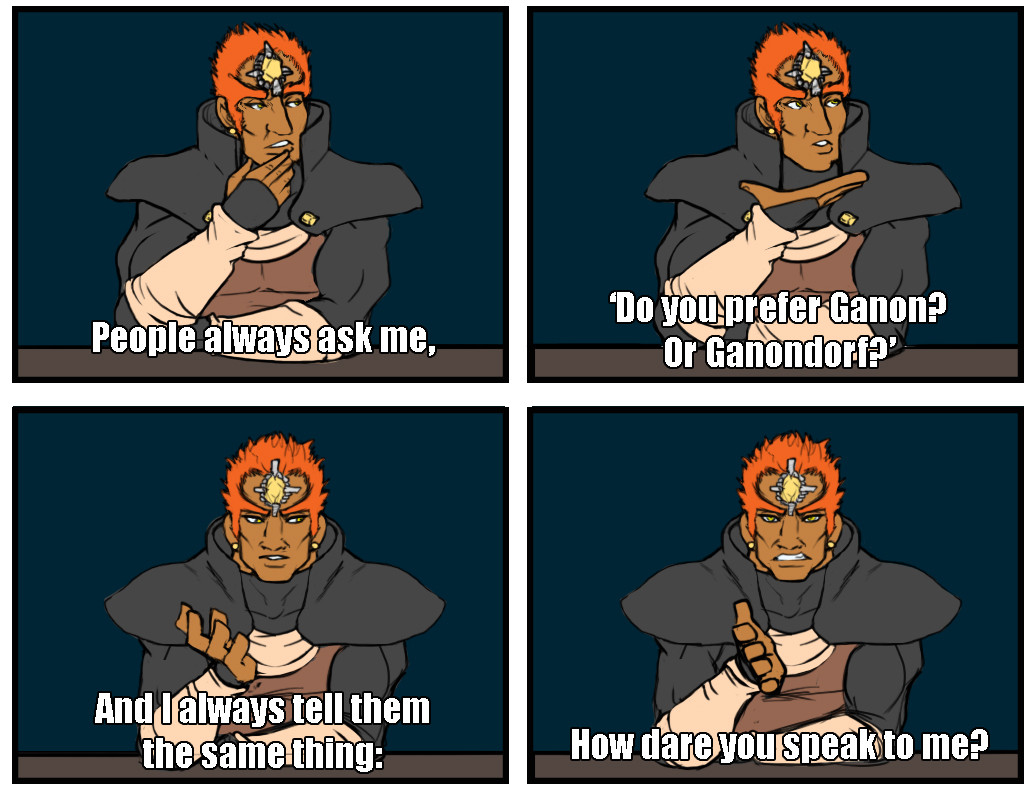 People always ask me,
‘Do you prefer Ganon?
Or Ganondorf?’
And I always tell them
the same thing:
How dare you speak to me?